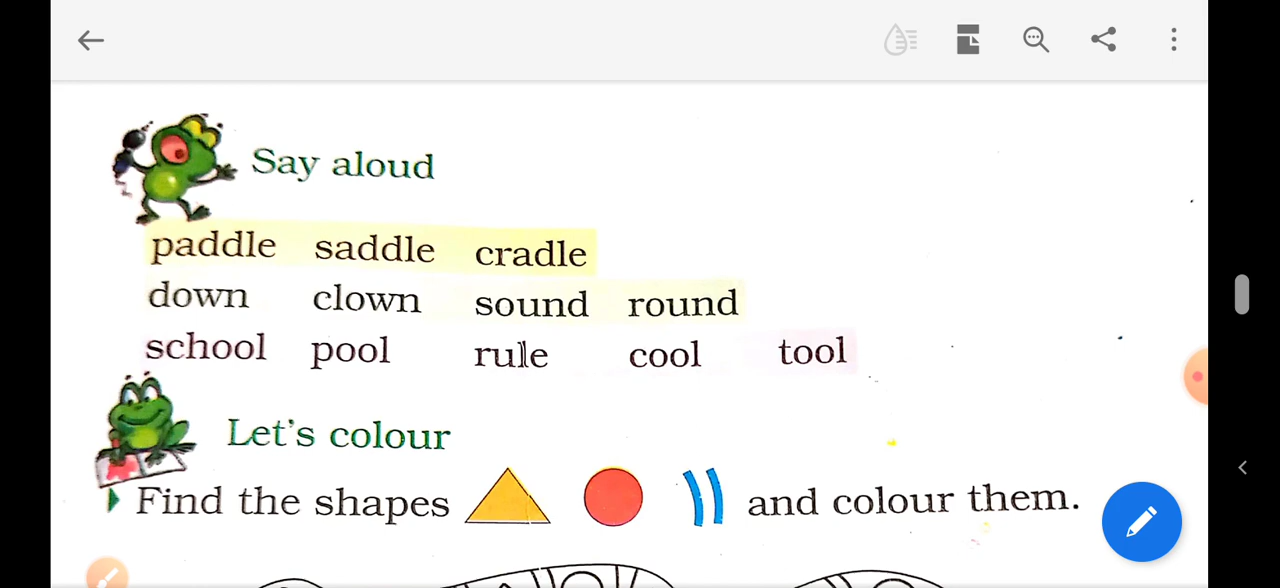 Say aloud
paddle saddle cradle
down clown sound round
school pool rule cool tool
Let's colour
Find the shapes and colour them.